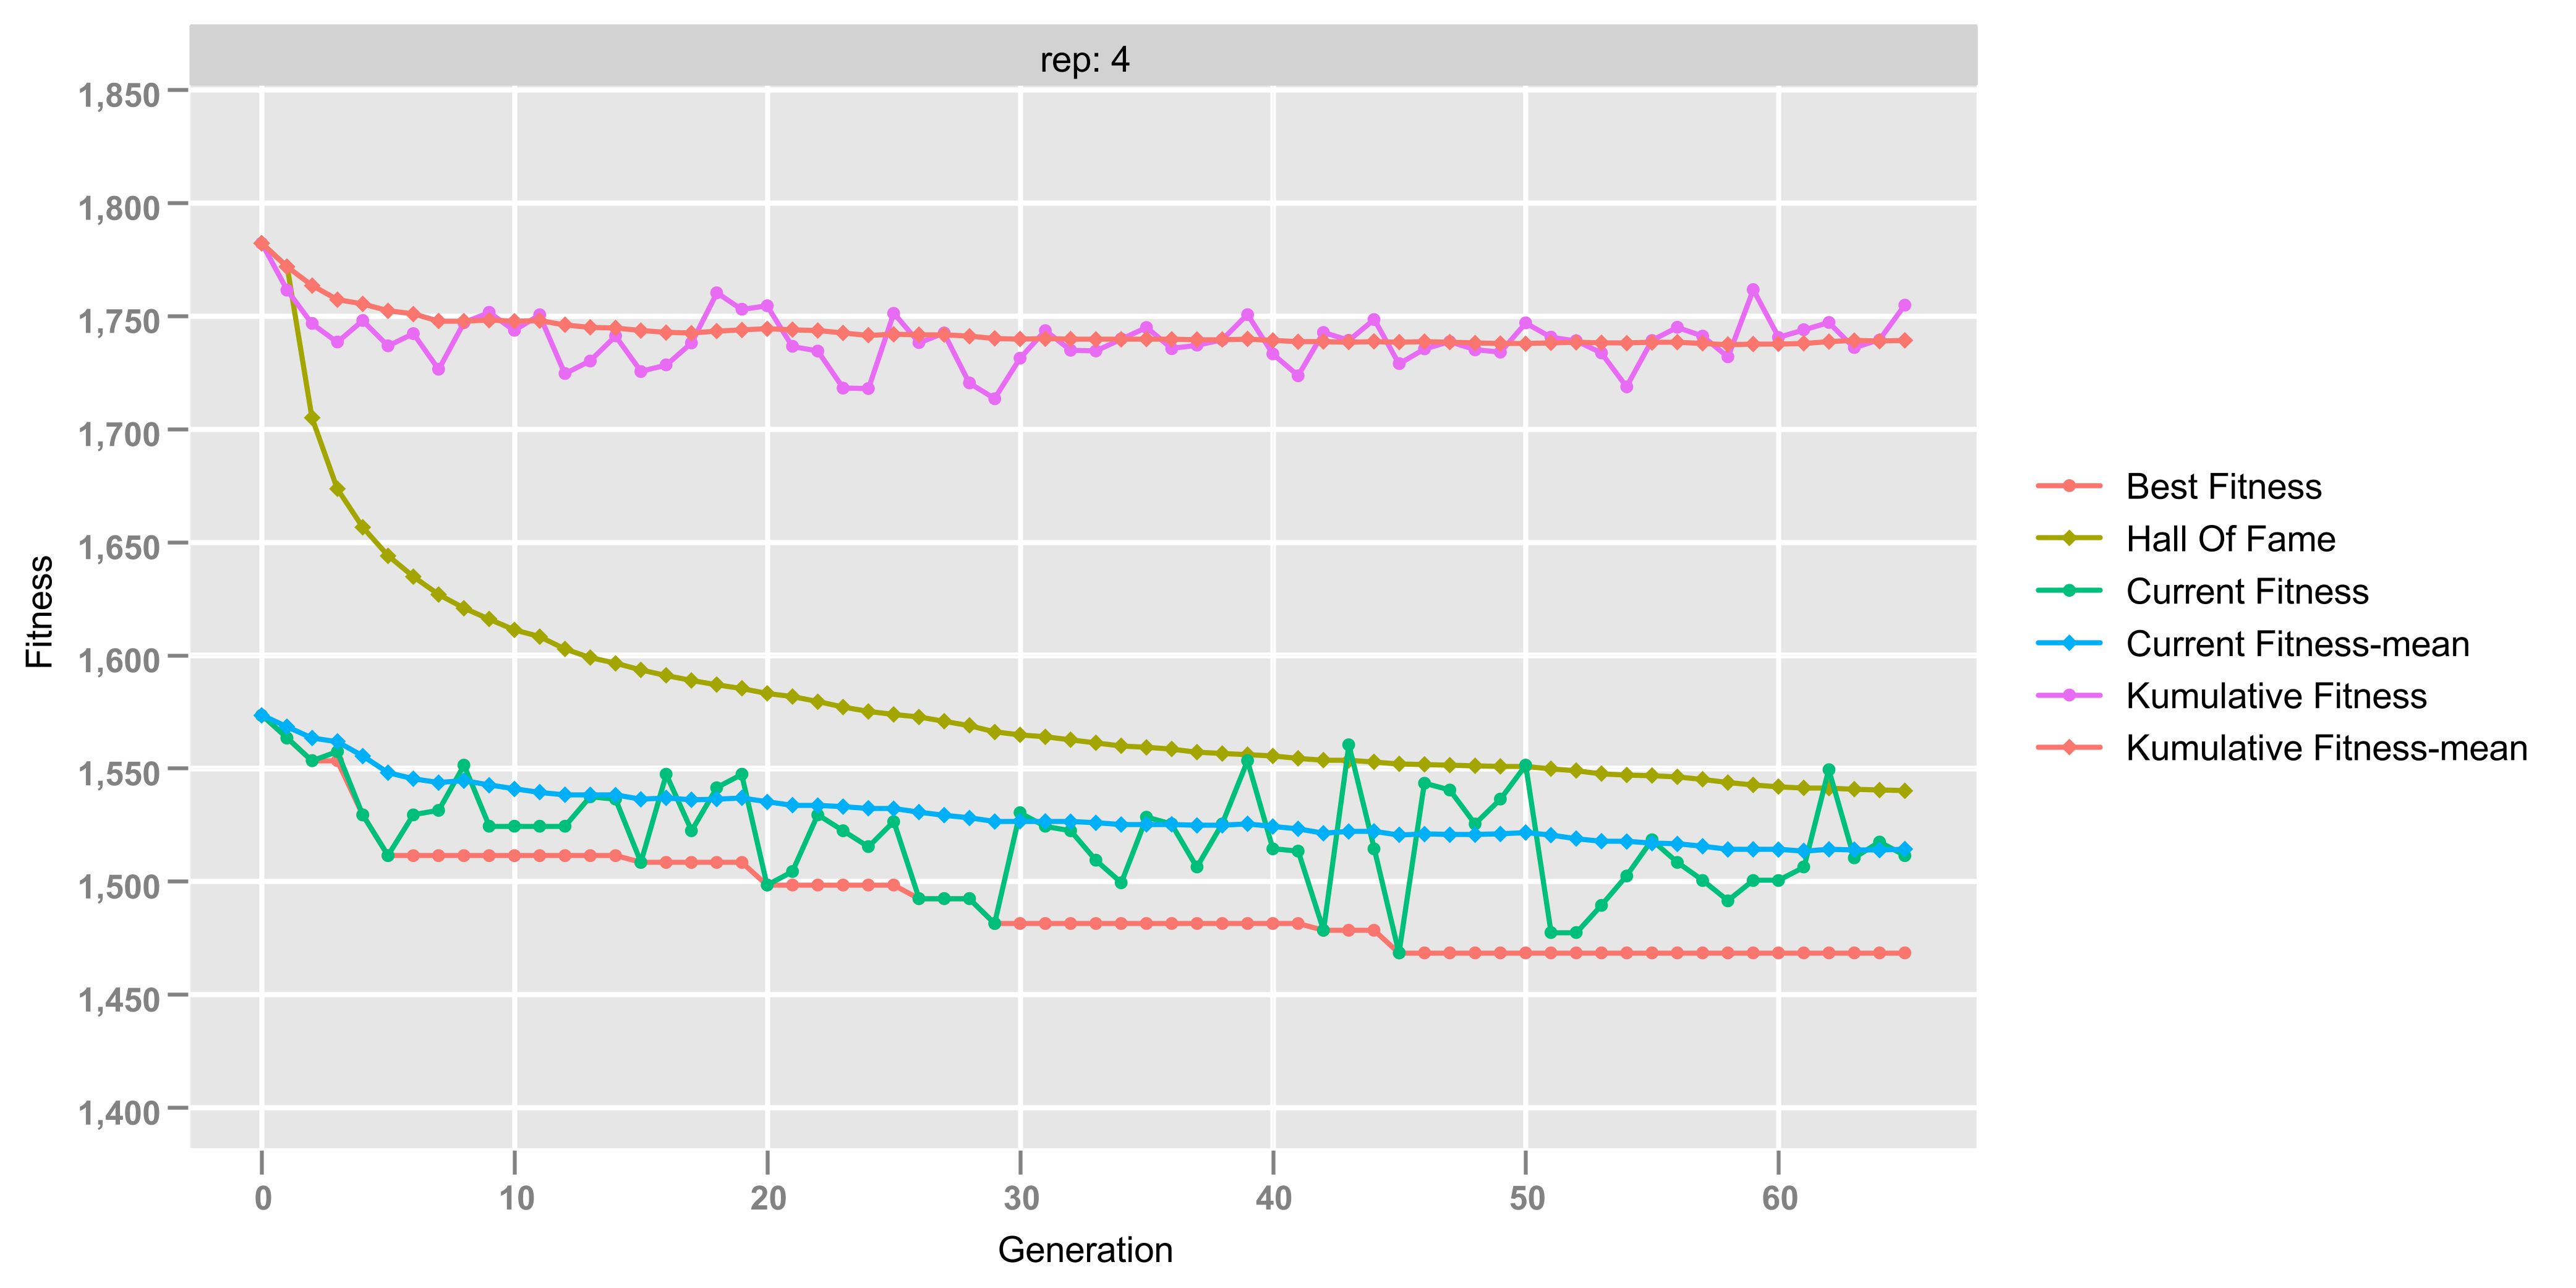 rep: 4
1,850
1,800
1,750
1,700
1,650
1,600
1,550
1,500
1,450
1,400
Fitness
0 10 20 30 40 50 60
Generation
Best Fitness
Hall Of Fame
Current Fitness
Current Fitness-mean
Kumulative Fitness
Kumulative Fitness-mean